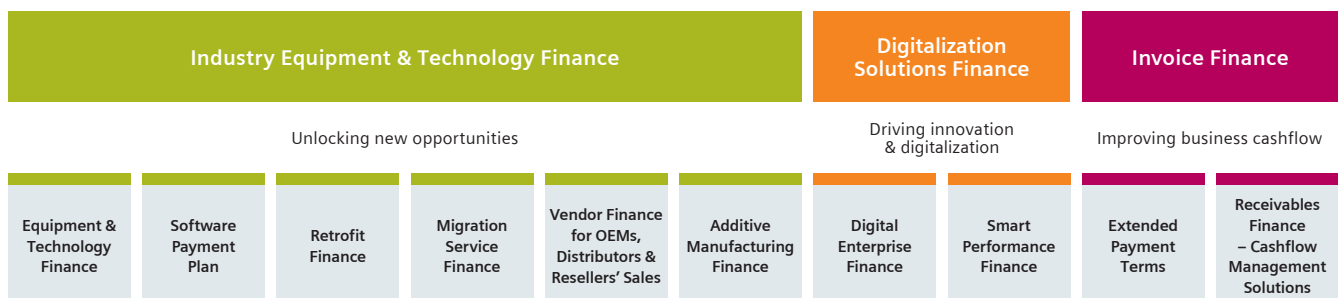 Industry Equipment & Technology Finance
Digitalization
Solutions Finance
Invoice Finance
Unlocking new opportunities
Driving innovation
& digitalization
Improving business cashflow
Equipment &
Technology
Finance
Software
Payment
Plan
Retrofit
Finance
Migration
Service
Finance
Vendor Finance
for OEMs,
Distributors &
Resellers’ Sales
Additive
Manufacturing
Finance
Digital
Enterprise
Finance
Smart
Performance
Finance
Extended
Payment
Terms
Receivables
Finance
– Cashflow
Management
Solutions